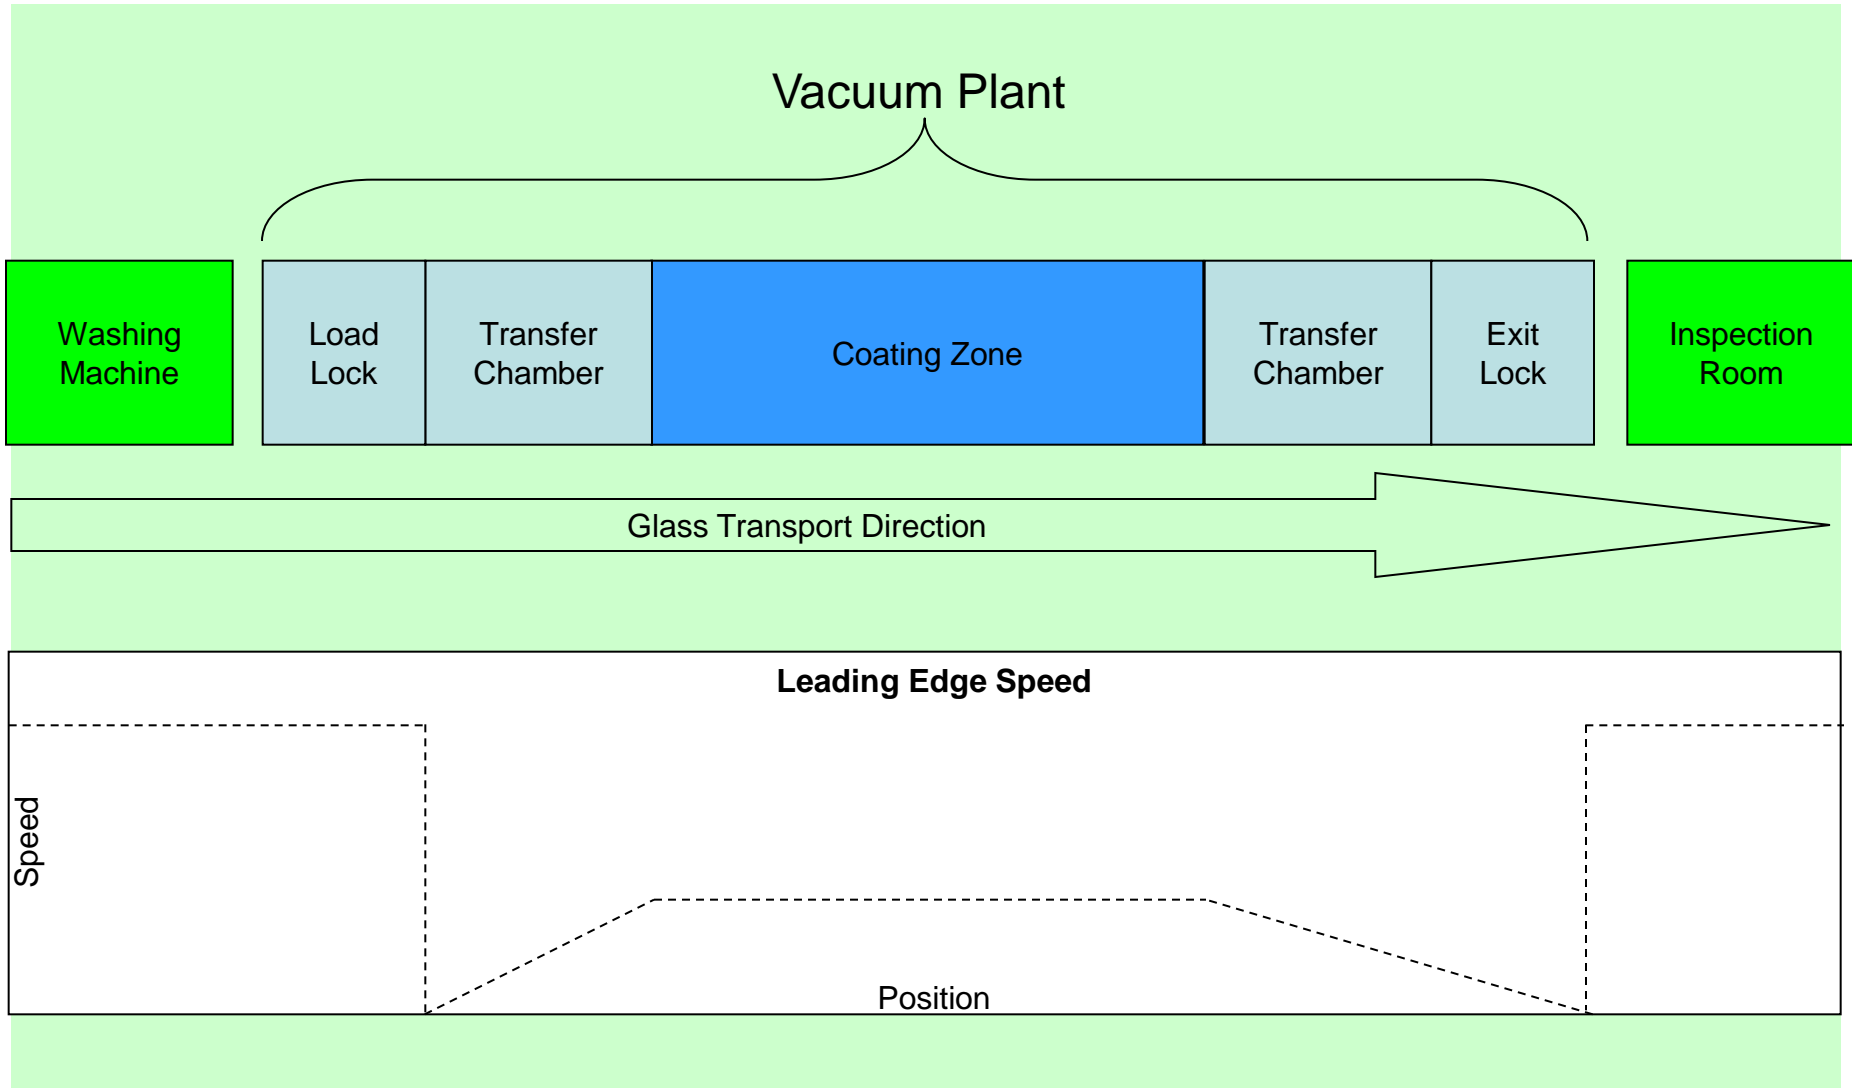 Vacuum Plant
Washing
Machine
Load
Lock
Transfer
Chamber
Coating Zone
Transfer
Chamber
Exit
Lock
Inspection
Room
Glass Transport Direction
Leading Edge Speed
Speed
Position